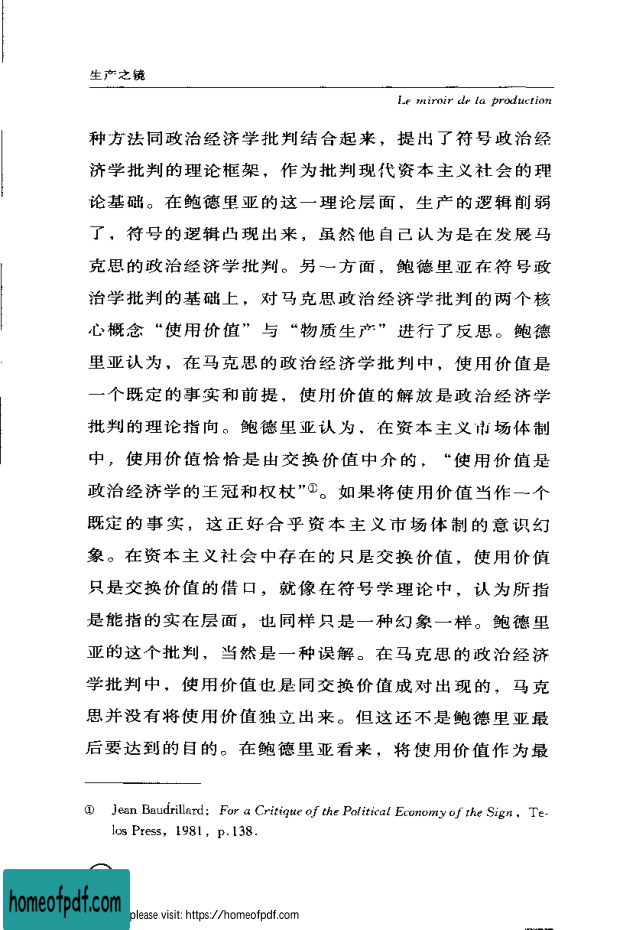 生产之镜
Le miroir de la production
种方法同政治经济学批判结合起来，提出了符号政治经
济学批判的理论框架，作为批判现代资本主义社会的理
论基础。在鲍德里亚的这一理论层面，生产的逻辑削弱
了，符号的逻辑凸现出来，虽然他自己认为是在发展马
克思的政治经济学批判。另一方面，鲍德里亚在符号政
治学批判的基础上，对马克思政治经济学批判的两个核
心概念“使用价值”与“物质生产”进行了反思。鲍德
里亚认为，在马克思的政治经济学批判中，使用价值是
一个既定的事实和前提，使用价值的解放是政治经济学
批判的理论指向。鲍德里亚认为，在资本主义市场体制
中，使用价值恰恰是由交换价值中介的，“使用价值是
政治经济学的王冠和权杖”①。如果将使用价值当作一个
既定的事实，这正好合乎资本主义市场体制的意识幻
象。在资本主义社会中存在的只是交换价值，使用价值
只是交换价值的借口，就像在符号学理论中，认为所指
是能指的实在层面，也同样只是一种幻象一样。鲍德里
亚的这个批判，当然是一种误解。在马克思的政治经济
学批判中，使用价值也是同交换价值成对出现的，马克
思并没有将使用价值独立出来。但这还不是鲍德里亚最
后要达到的目的。在鲍德里亚看来，将使用价值作为最
① Jean Baudrillard: For a Critique of the Political Economy of the Sign, Te-
los Press, 1981, p.138.
homeofpdf.com
please visit: https://homeofpdf.com